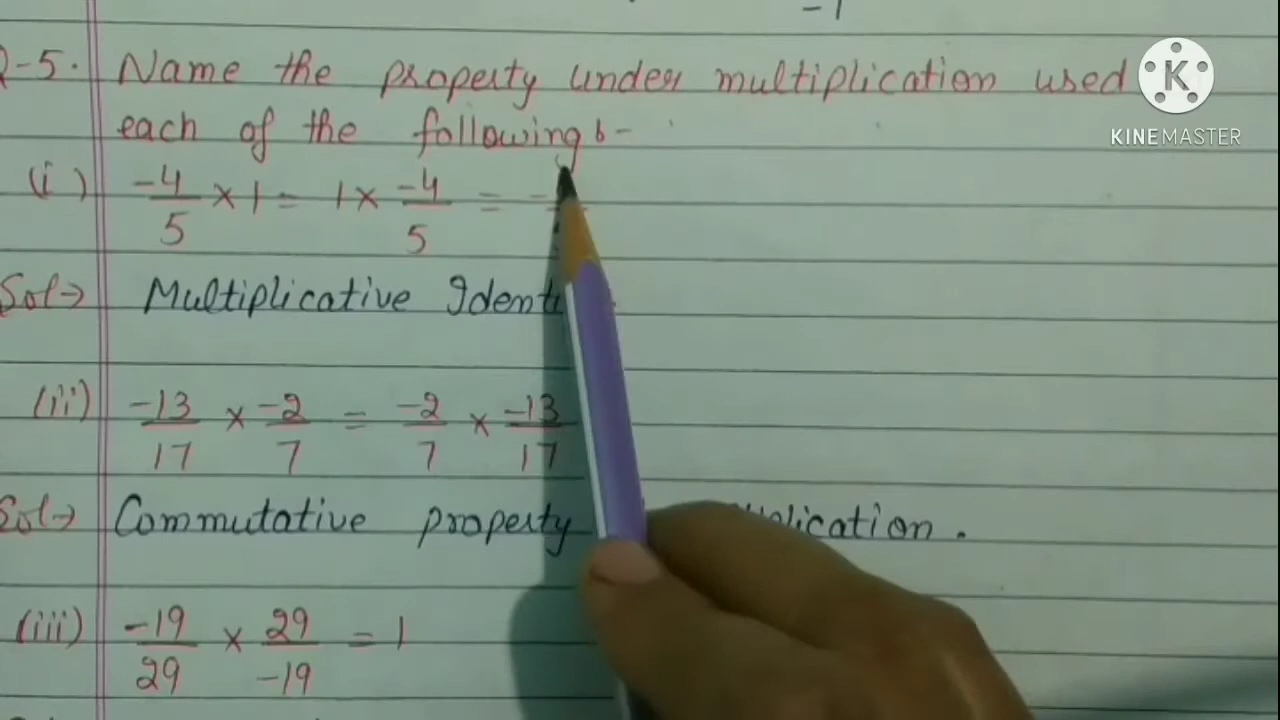 -1
Q-5. Name the property under multiplication used
each of the following :-
(i) -4/5 × 1 = 1 × -4/5 = -
Sol→ Multiplicative
(ii) -13/17 × -2/7 = -2/7 × -13/17
Sol→ Commutative property
(iii) -19/29 × 29/-19 = 1
K
KINEMASTER